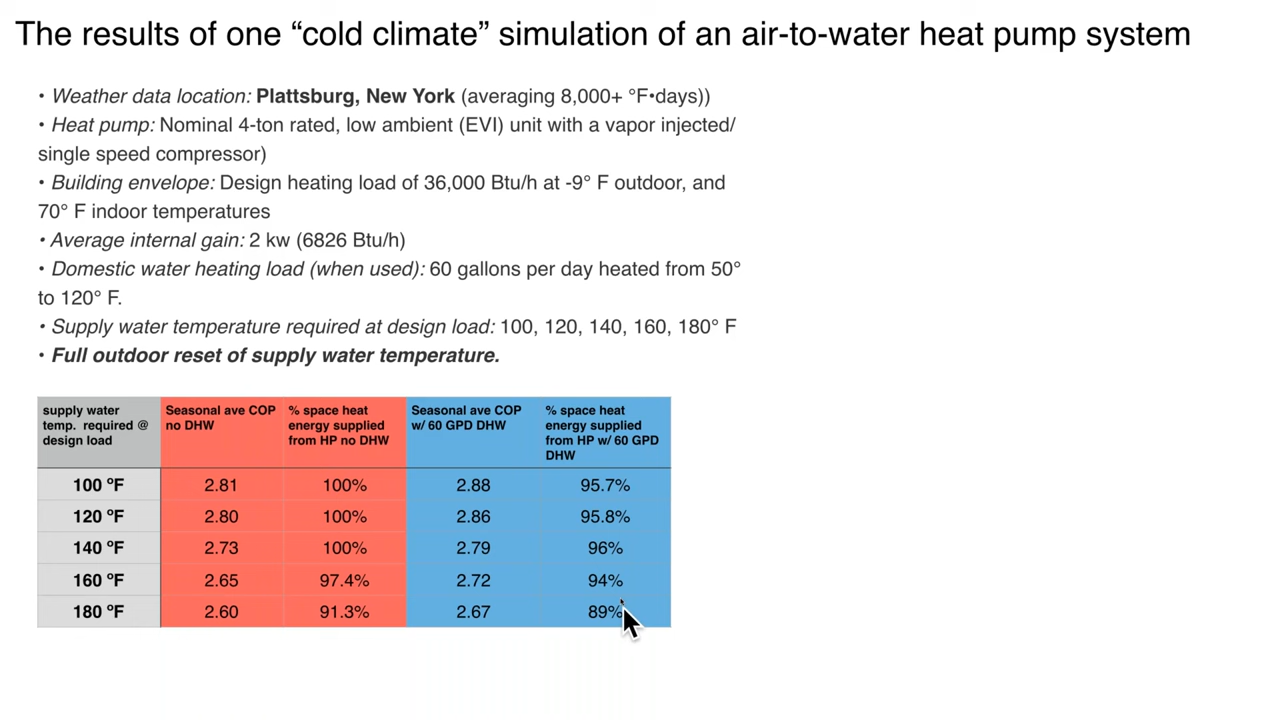 The results of one “cold climate” simulation of an air-to-water heat pump system
• Weather data location: Plattsburg, New York (averaging 8,000+ °F•days))
• Heat pump: Nominal 4-ton rated, low ambient (EVI) unit with a vapor injected/
single speed compressor)
• Building envelope: Design heating load of 36,000 Btu/h at -9° F outdoor, and
70° F indoor temperatures
• Average internal gain: 2 kw (6826 Btu/h)
• Domestic water heating load (when used): 60 gallons per day heated from 50°
to 120° F.
• Supply water temperature required at design load: 100, 120, 140, 160, 180° F
• Full outdoor reset of supply water temperature.
supply water temp. required @ design load | Seasonal ave COP no DHW | % space heat energy supplied from HP no DHW | Seasonal ave COP w/ 60 GPD DHW | % space heat energy supplied from HP w/ 60 GPD DHW
100 ºF 2.81 100% 2.88 95.7%
120 ºF 2.80 100% 2.86 95.8%
140 ºF 2.73 100% 2.79 96%
160 ºF 2.65 97.4% 2.72 94%
180 ºF 2.60 91.3% 2.67 89%